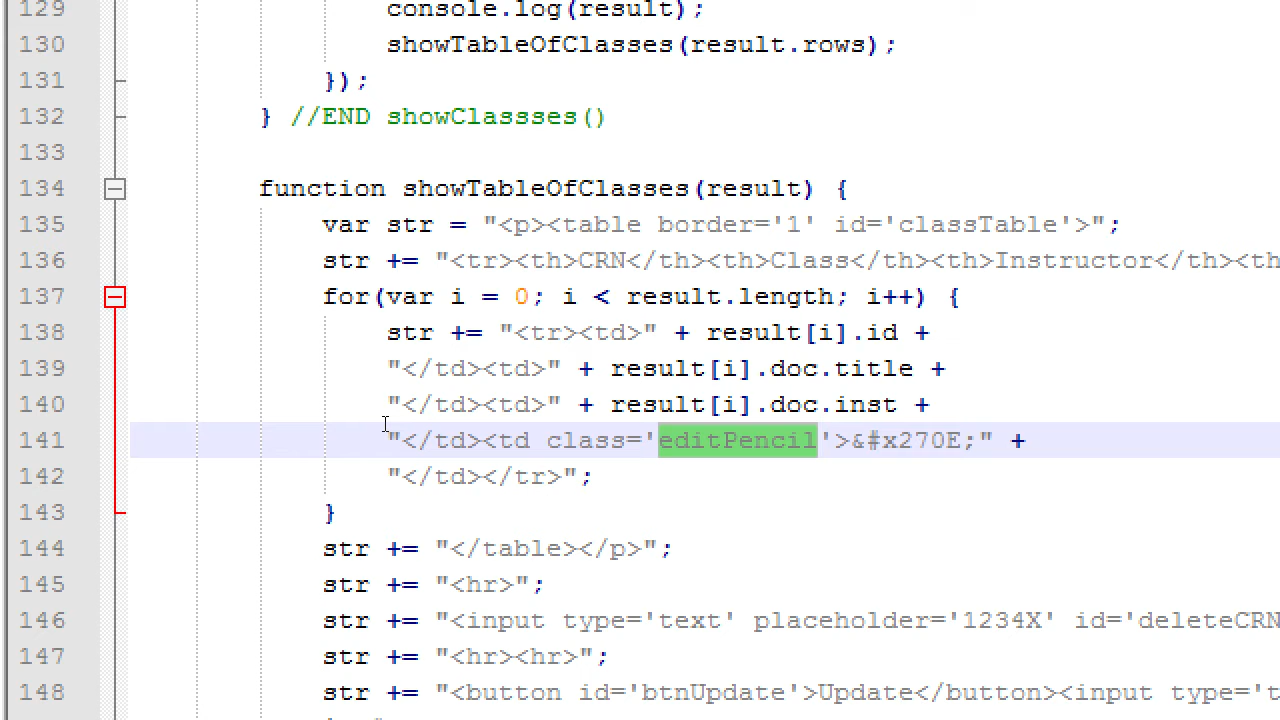 129 console.log(result);
130 showTableOfClasses(result.rows);
131 });
132 } //END showClassses()
133
134 function showTableOfClasses(result) {
135 var str = "<p><table border='1' id='classTable'>";
136 str += "<tr><th>CRN</th><th>Class</th><th>Instructor</th><th
137 for(var i = 0; i < result.length; i++) {
138 str += "<tr><td>" + result[i].id +
139 "</td><td>" + result[i].doc.title +
140 "</td><td>" + result[i].doc.inst +
141 "</td><td class='editPencil'>&#x270E;" +
142 "</td></tr>";
143 }
144 str += "</table></p>";
145 str += "<hr>";
146 str += "<input type='text' placeholder='1234X' id='deleteCRN
147 str += "<hr><hr>";
148 str += "<button id='btnUpdate'>Update</button><input type='t